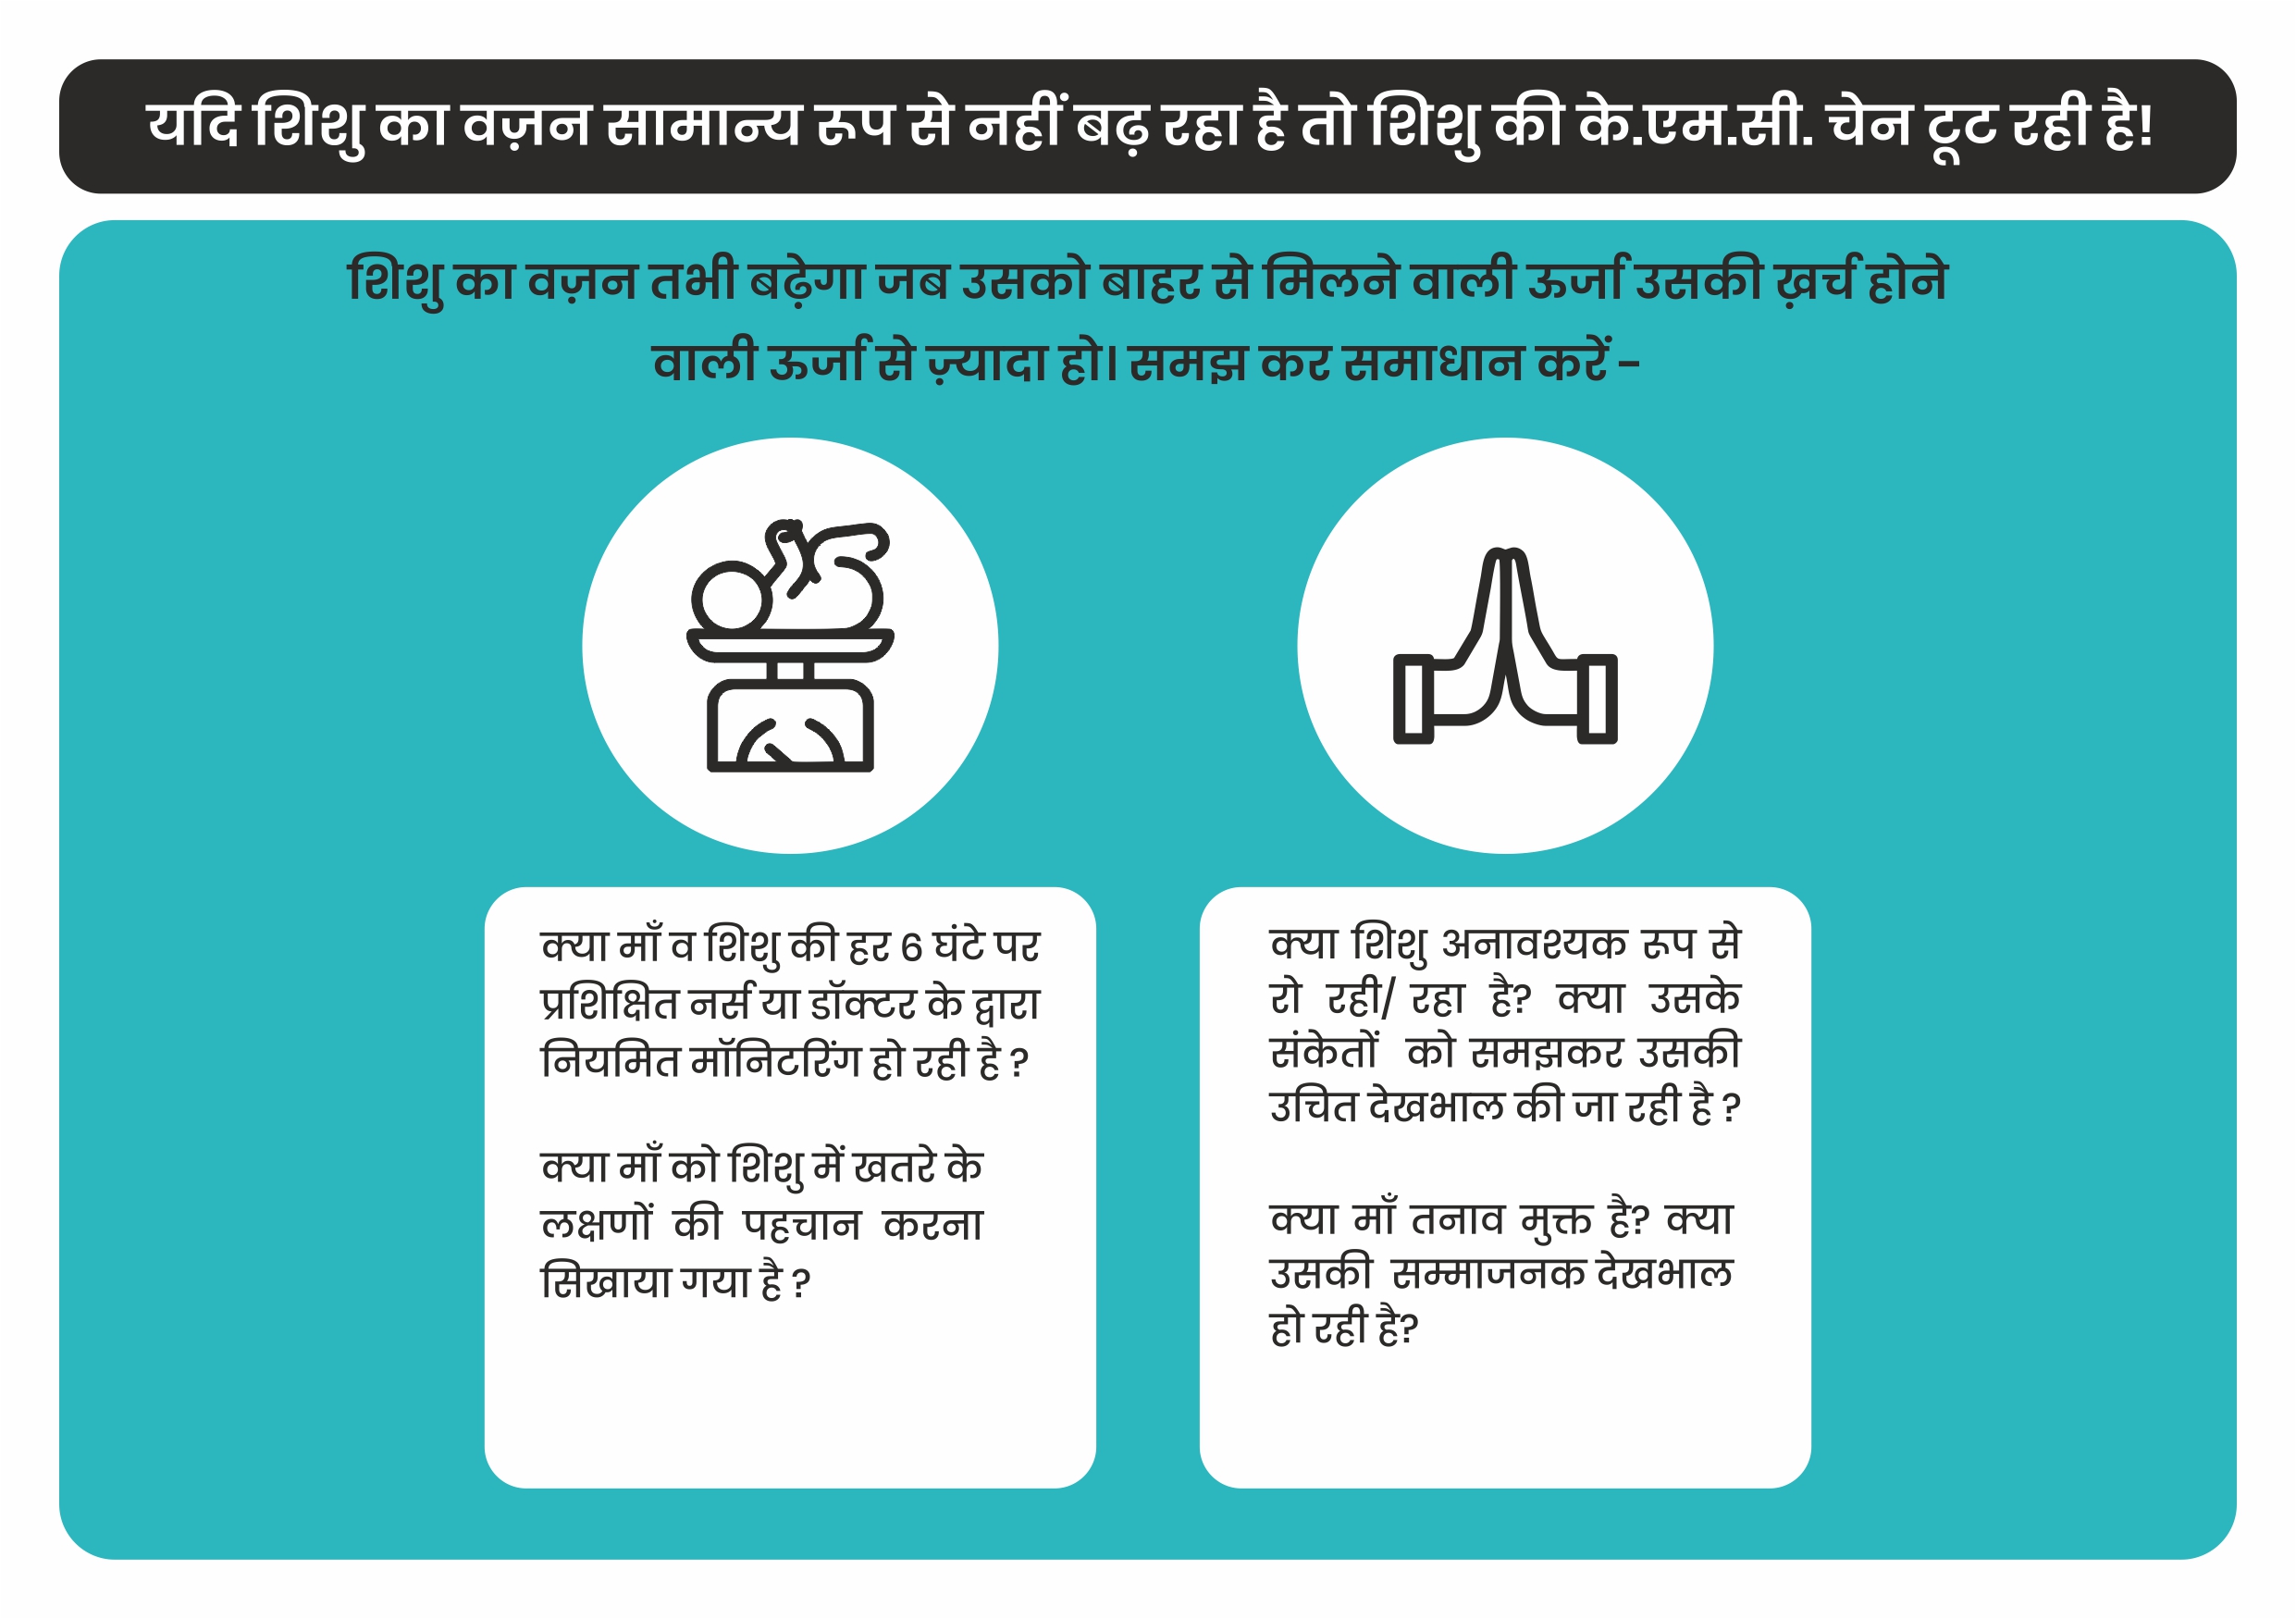 यदि शिशु का वज़न सामान्य रूप से नहीं बढ़ रहा है तो शिशु की के.एम.सी. चेन टूट रही है!
शिशु का वज़न तभी बढ़ेगा जब उसको बाहर से मिलने वाली उर्जा उसकी ख़र्च होने
वाली उर्जा से ज़्यादा हो। समझ कर समाधान करें:-
क्या माँ व शिशु की हर 6 घंटे पर
प्रशिक्षित नर्स या डॉक्टर के द्वारा
नियमित मॉनिटरिंग हो रही है ?
क्या माँ को शिशु में खतरे के
लक्षणों की पहचान करना
सिखाया गया है ?
क्या शिशु अनावश्यक रूप से
रो रही/ रहा है? क्या उसके
संकेतों को समझकर उसकी
उचित देखभाल की जा रही है ?
क्या माँ तनाव मुक्त है? क्या
उसकी सम्माजनक देखभाल
हो रही है?